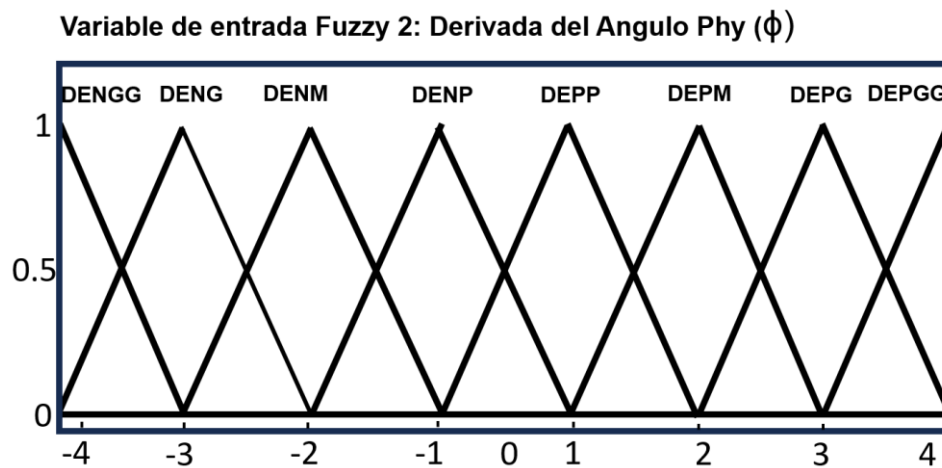 Variable de entrada Fuzzy 2: Derivada del Angulo Phy (ϕ)
DENGG DENG DENM DENP DEPP DEPM DEPG DEPGG
1
0.5
0
-4 -3 -2 -1 0 1 2 3 4